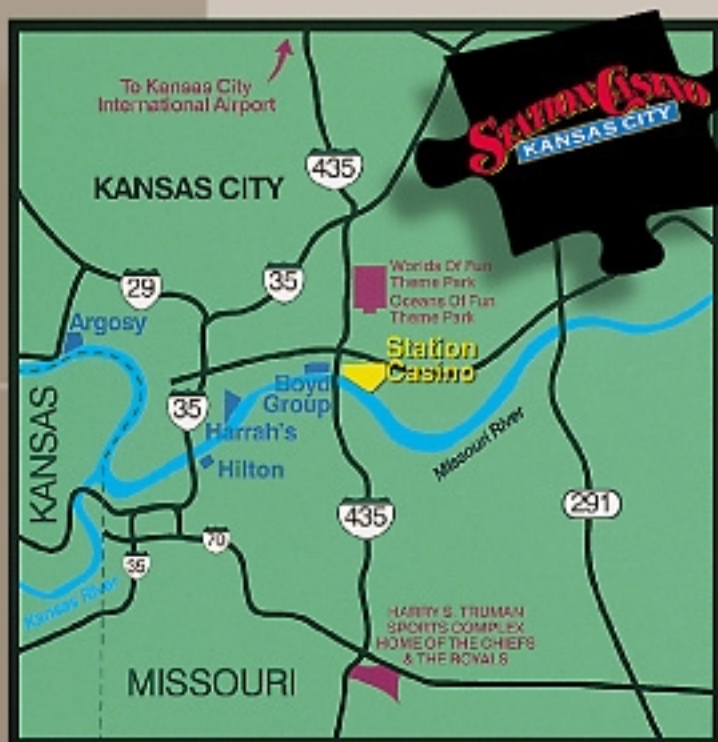 STATION CASINO
KANSAS CITY
To Kansas City
International Airport
435
KANSAS CITY
29
35
Worlds Of Fun
Theme Park
Oceans Of Fun
Theme Park
Argosy
Station
Casino
Boyd
Group
35
Harrah's
Hilton
KANSAS
Missouri River
435
291
70
35
Kansas River
HARRY S. TRUMAN
SPORTS COMPLEX
HOME OF THE CHIEFS
& THE ROYALS
MISSOURI